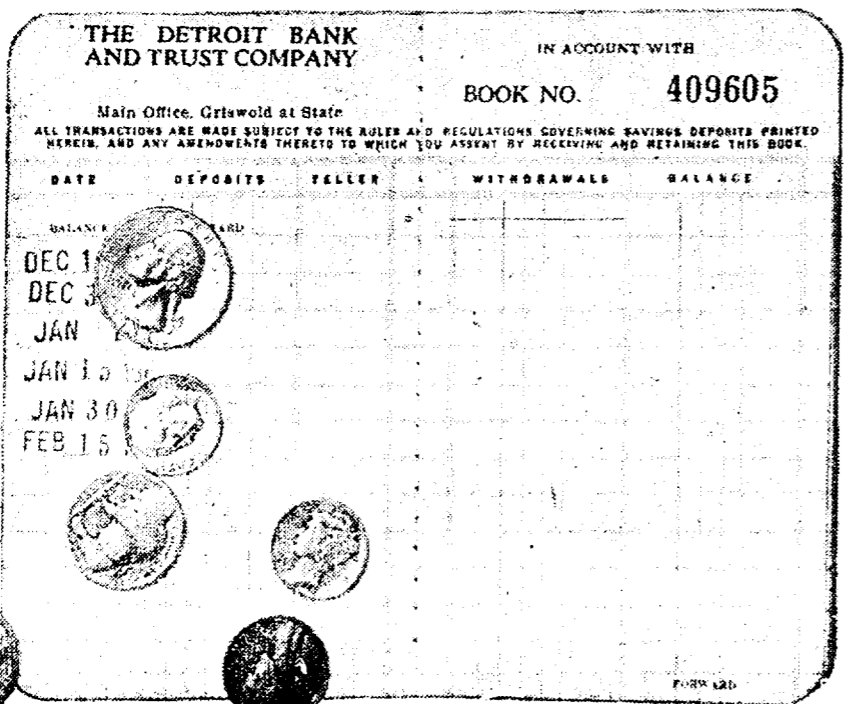 THE DETROIT BANK
AND TRUST COMPANY
Main Office, Griswold at State
IN ACCOUNT WITH
BOOK NO. 409605
ALL TRANSACTIONS ARE MADE SUBJECT TO THE RULES AND REGULATIONS GOVERNING SAVINGS DEPOSITS PRINTED
HEREIN, AND ANY AMENDMENTS THERETO TO WHICH YOU ASSENT BY RECEIVING AND RETAINING THIS BOOK.
DATE DEPOSITS TELLER WITHDRAWALS BALANCE
BALANCE
DEC
DEC
JAN
JAN 15
JAN 30
FEB 15
FORWARD